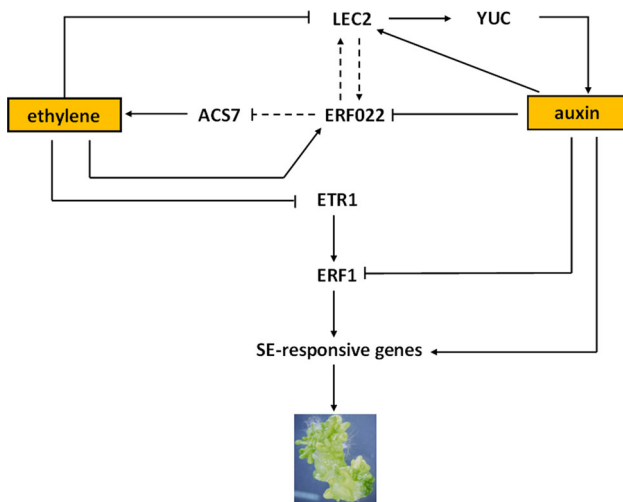 LEC2 YUC
ethylene ACS7 ERF022 auxin
ETR1
ERF1
SE-responsive genes